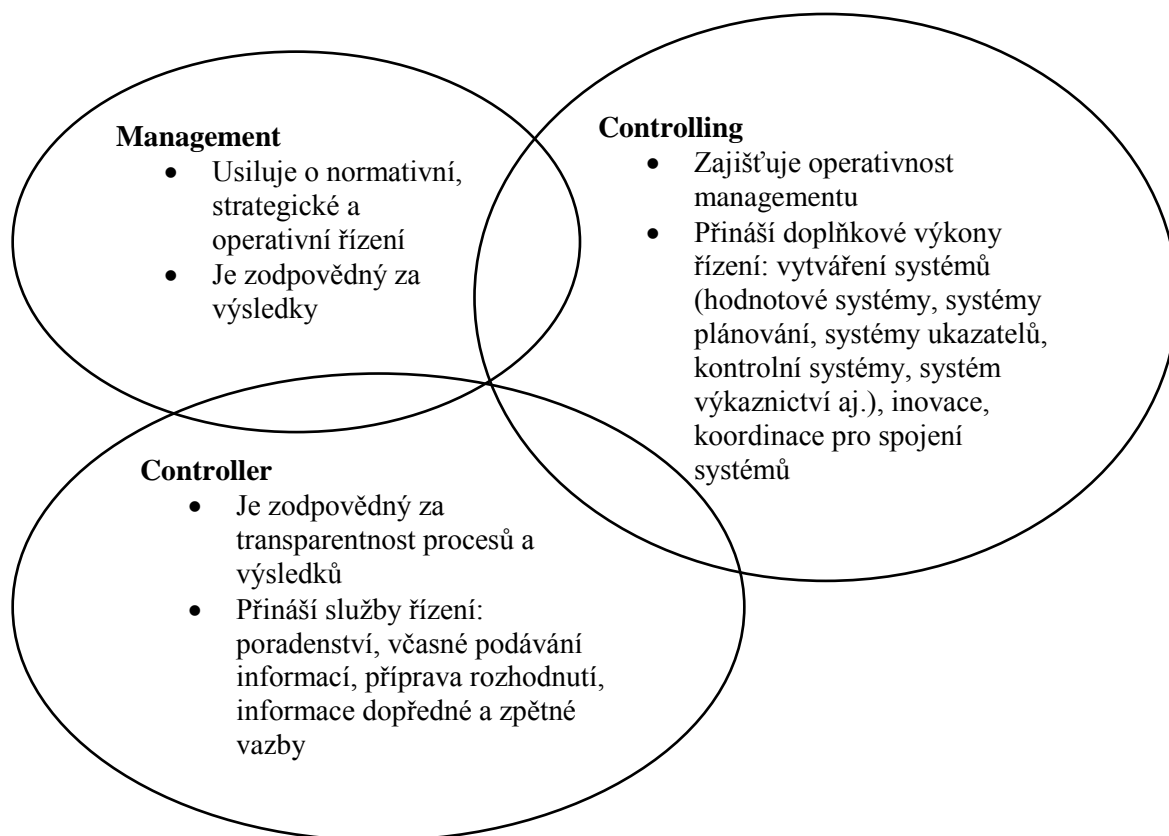 Management
• Usiluje o normativní,
strategické a
operativní řízení
• Je zodpovědný za
výsledky
Controlling
• Zajišťuje operativnost
managementu
• Přináší doplňkové výkony
řízení: vytváření systémů
(hodnotové systémy, systémy
plánování, systémy ukazatelů,
kontrolní systémy, systém
výkaznictví aj.), inovace,
koordinace pro spojení
systémů
Controller
• Je zodpovědný za
transparentnost procesů a
výsledků
• Přináší služby řízení:
poradenství, včasné podávání
informací, příprava rozhodnutí,
informace dopředné a zpětné
vazby